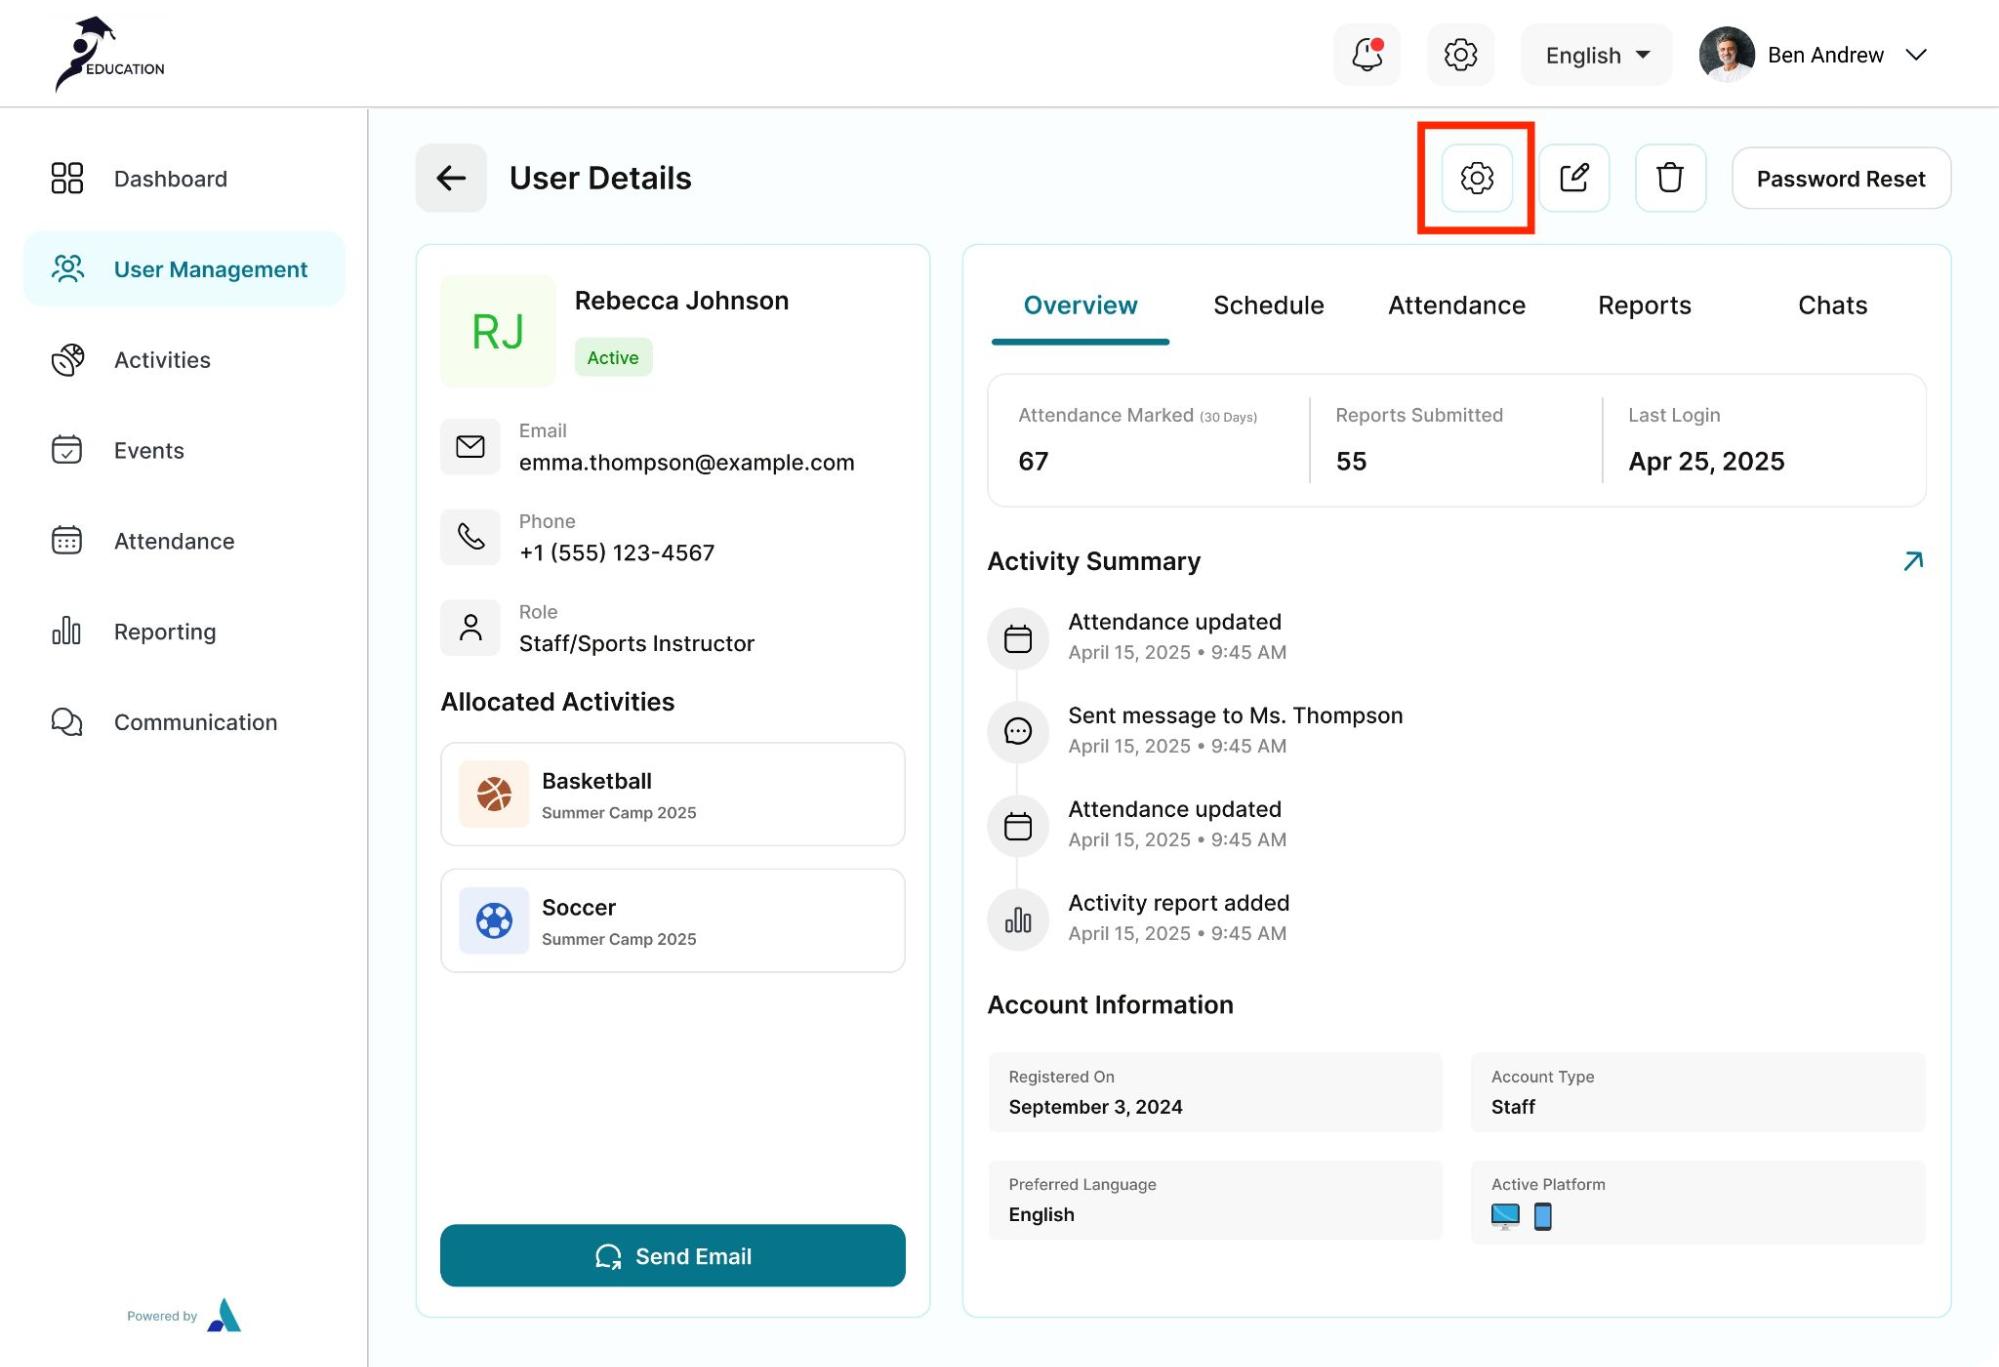 EDUCATION
English
Ben Andrew
Dashboard
User Management
Activities
Events
Attendance
Reporting
Communication
Powered by
User Details
Password Reset
RJ
Rebecca Johnson
Active
Email
emma.thompson@example.com
Phone
+1 (555) 123-4567
Role
Staff/Sports Instructor
Allocated Activities
Basketball
Summer Camp 2025
Soccer
Summer Camp 2025
Send Email
Overview
Schedule
Attendance
Reports
Chats
Attendance Marked (30 Days)
67
Reports Submitted
55
Last Login
Apr 25, 2025
Activity Summary
Attendance updated
April 15, 2025 • 9:45 AM
Sent message to Ms. Thompson
April 15, 2025 • 9:45 AM
Attendance updated
April 15, 2025 • 9:45 AM
Activity report added
April 15, 2025 • 9:45 AM
Account Information
Registered On
September 3, 2024
Account Type
Staff
Preferred Language
English
Active Platform